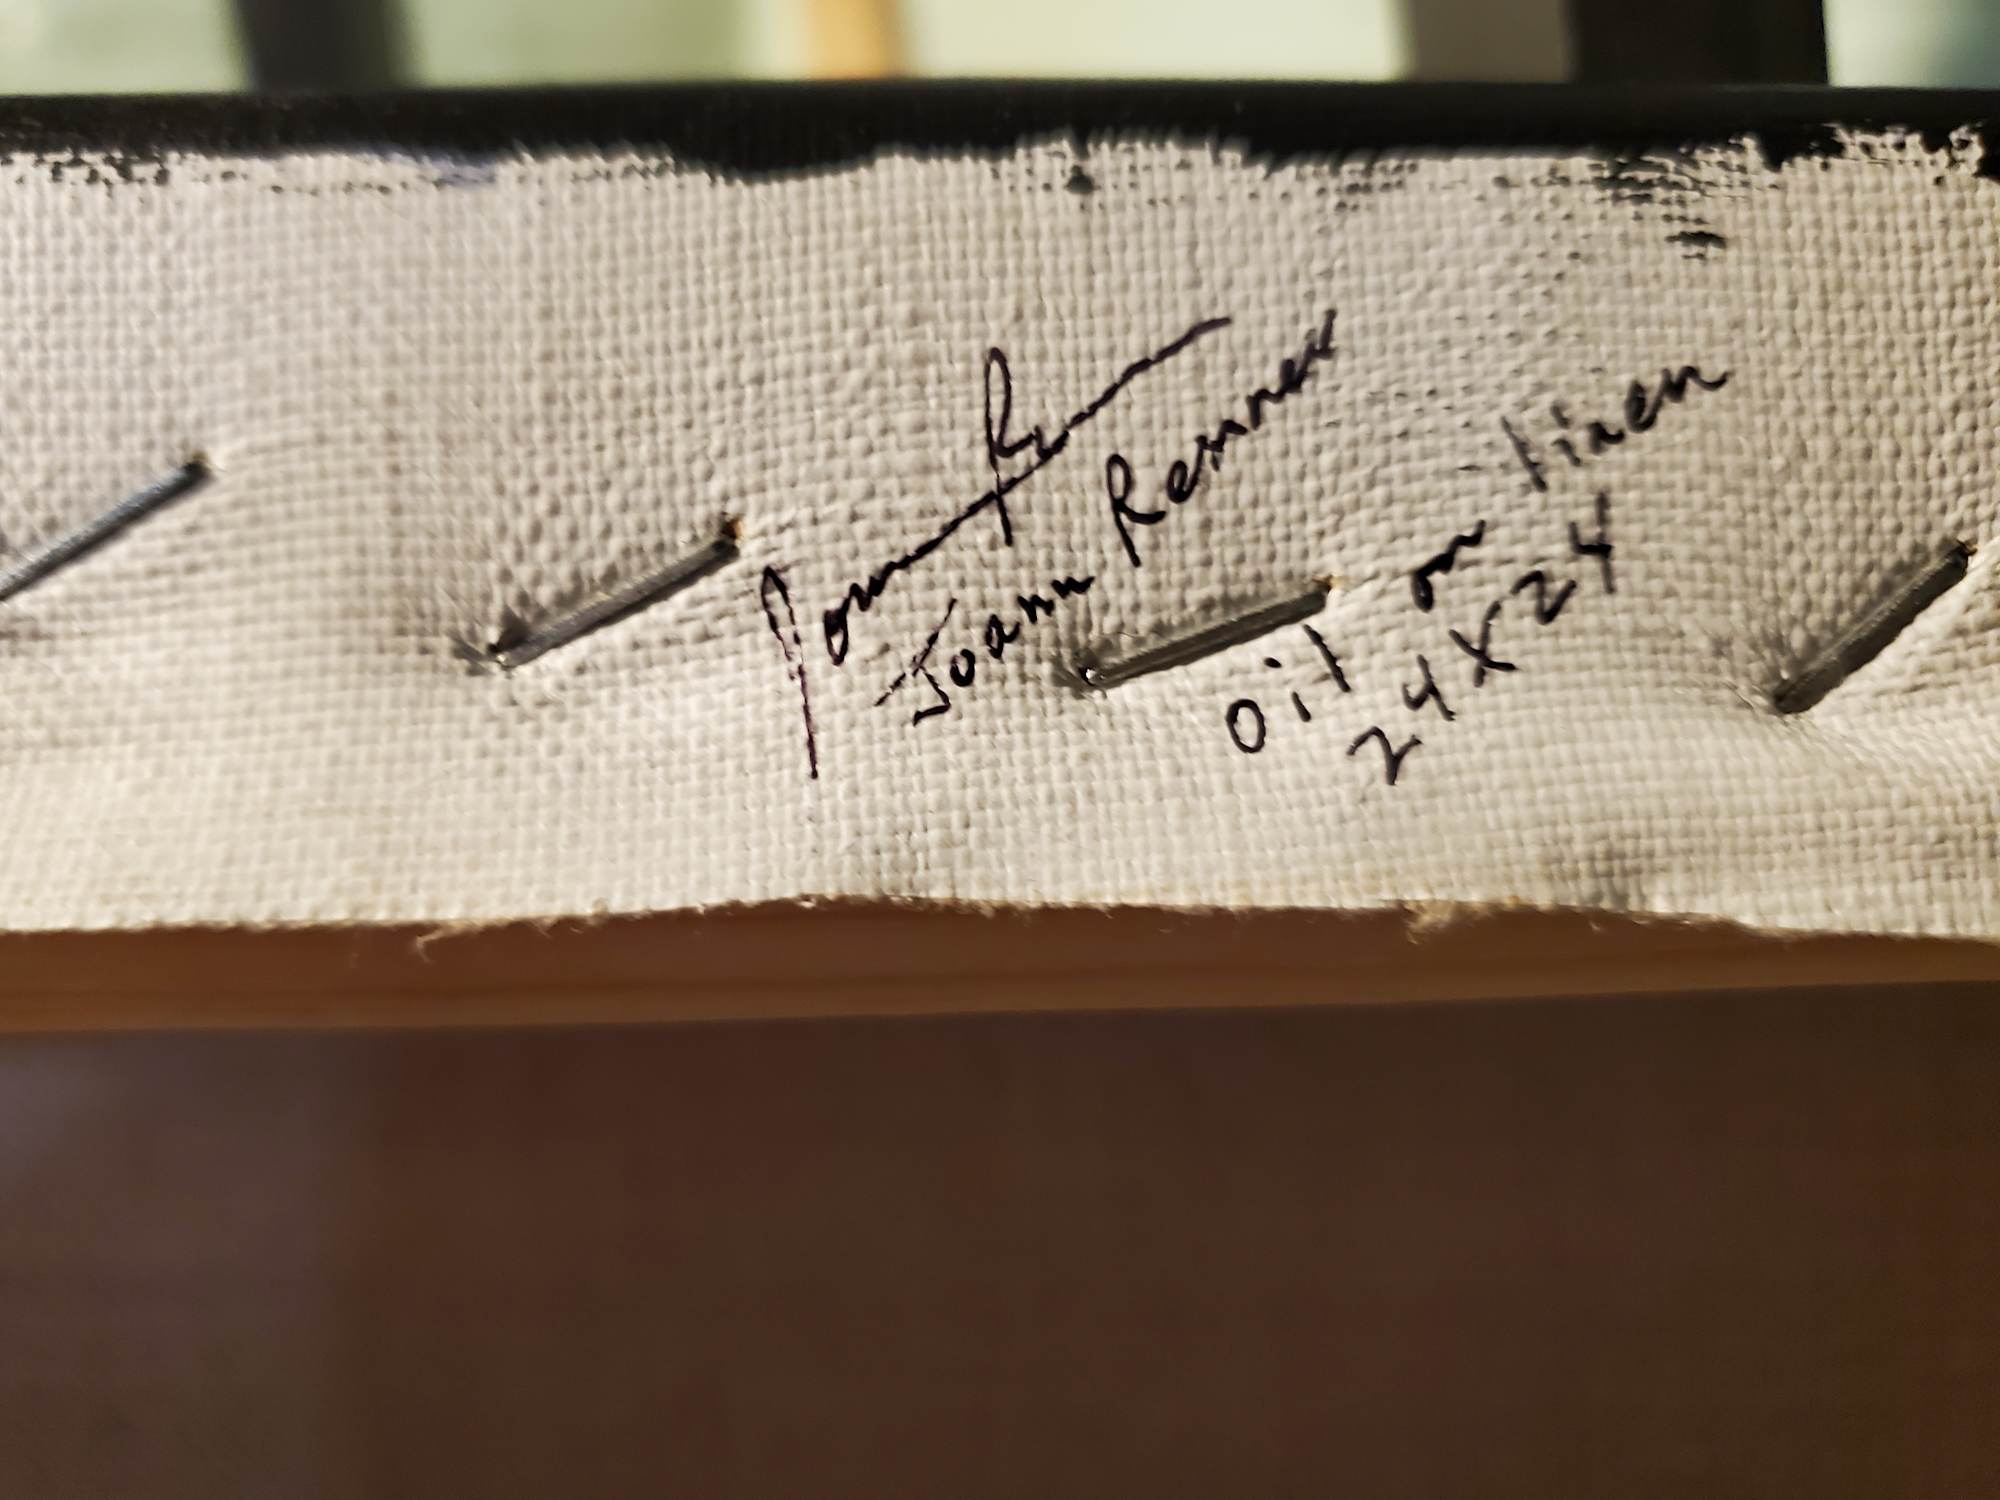 Joann Renner
Oil on linen
24x24